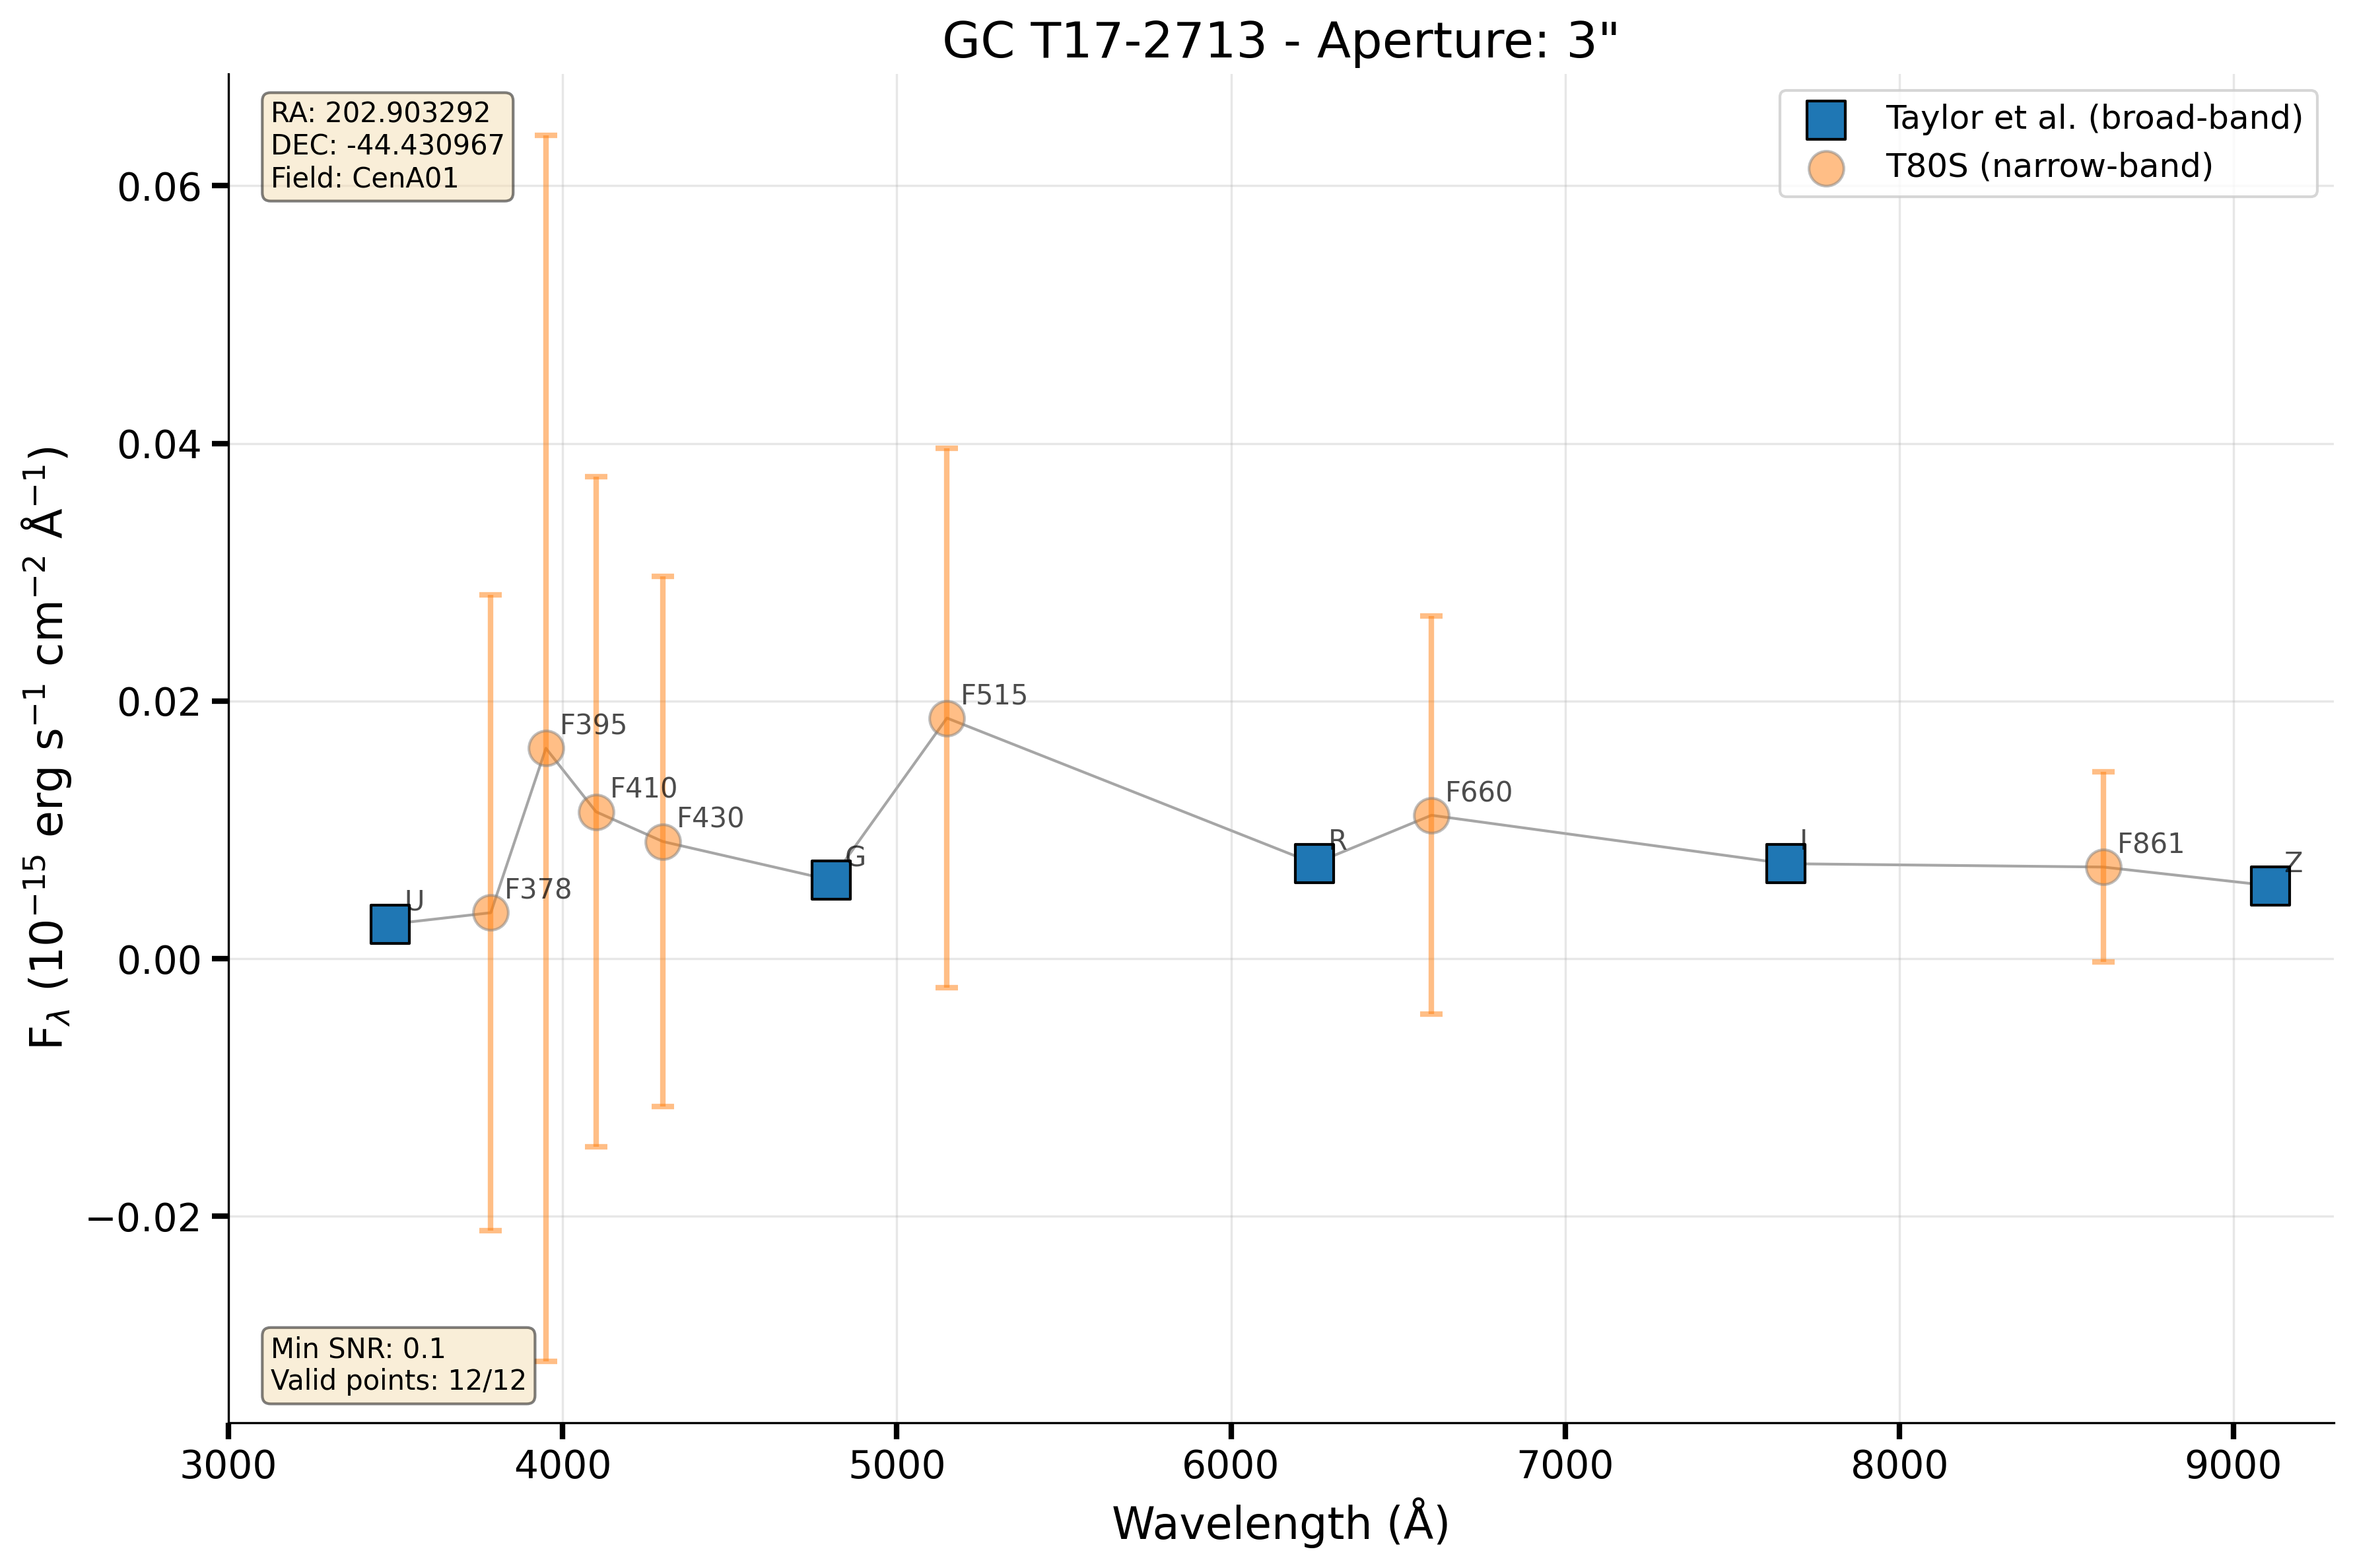 GC T17-2713 - Aperture: 3"
RA: 202.903292
DEC: -44.430967
Field: CenA01
Taylor et al. (broad-band)
T80S (narrow-band)
F$_\lambda$ (10$^{-15}$ erg s$^{-1}$ cm$^{-2}$ Å$^{-1}$)
0.06
0.04
0.02
0.00
−0.02
U
F378
F395
F410
F430
G
F515
R
F660
I
F861
Z
Min SNR: 0.1
Valid points: 12/12
3000
4000
5000
6000
7000
8000
9000
Wavelength (Å)